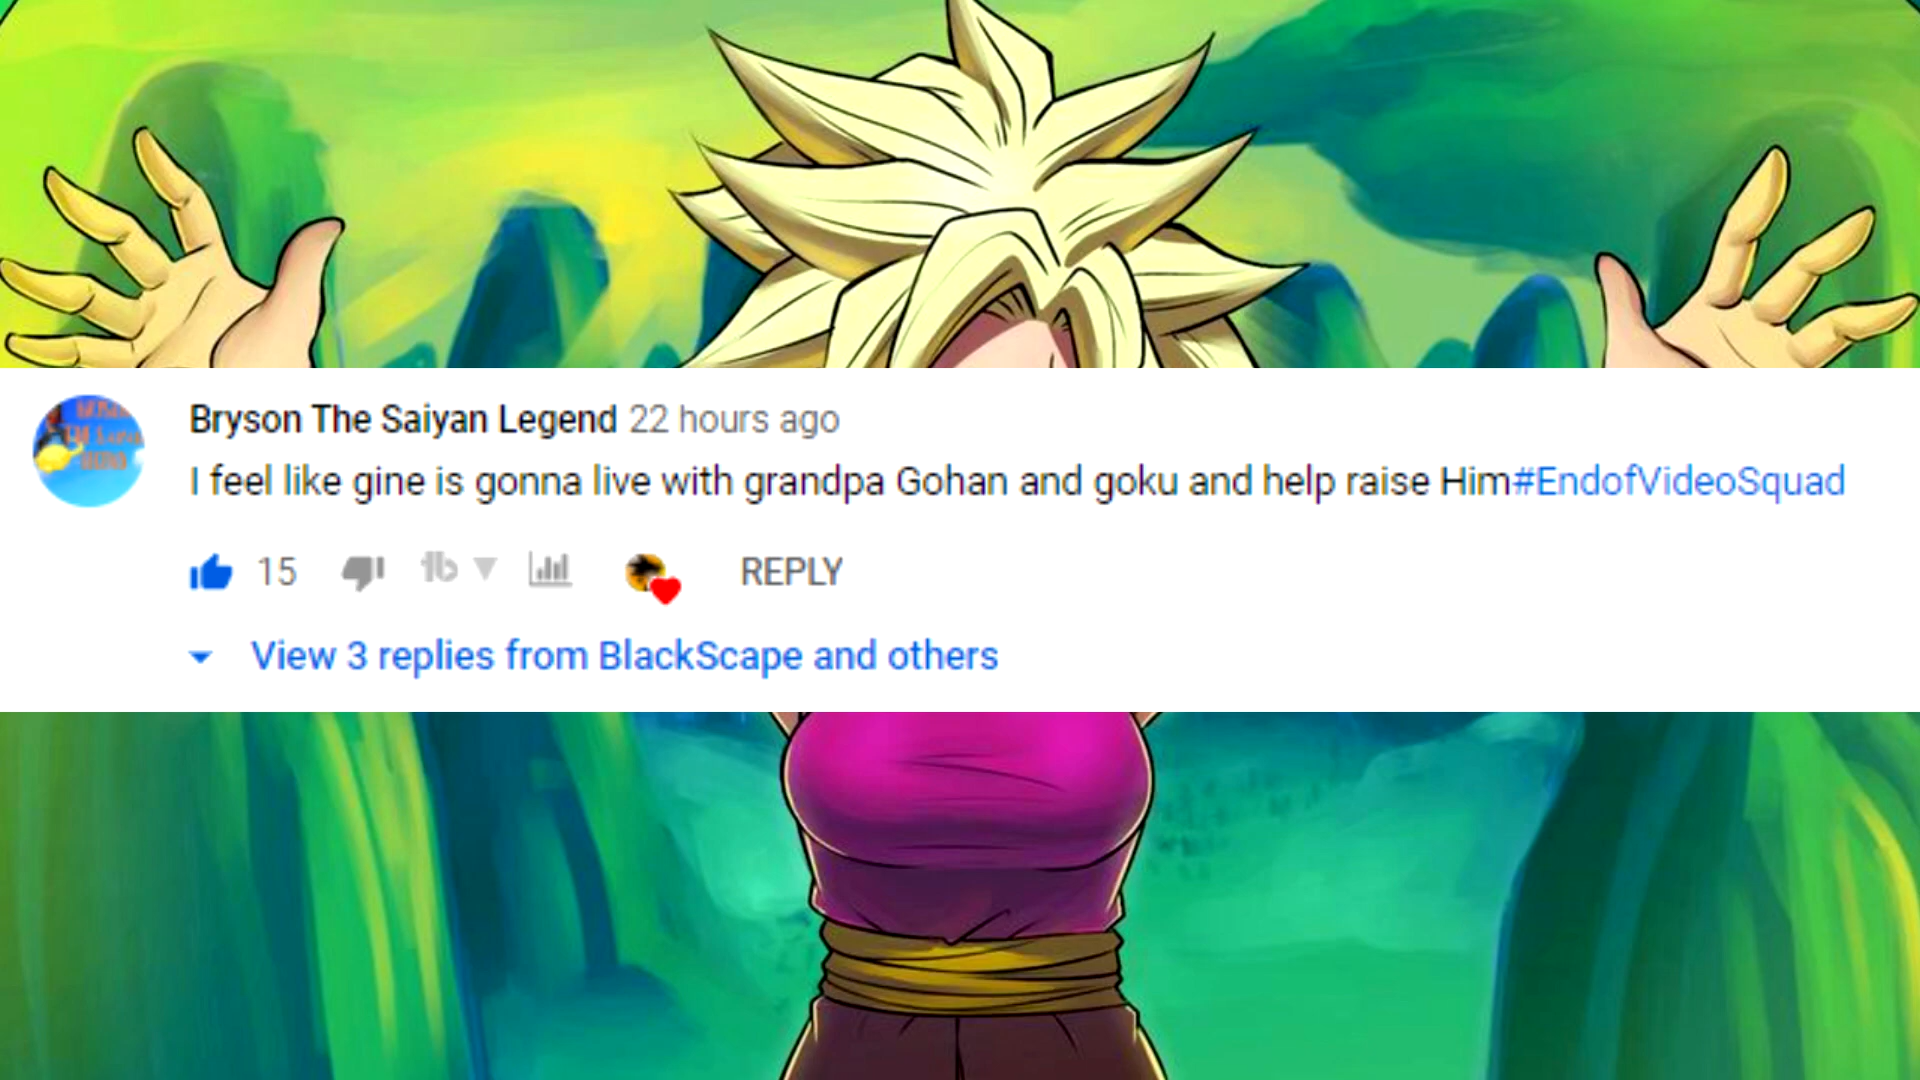 Bryson The Saiyan Legend 22 hours ago
I feel like gine is gonna live with grandpa Gohan and goku and help raise Him#EndofVideoSquad
15 REPLY
View 3 replies from BlackScape and others